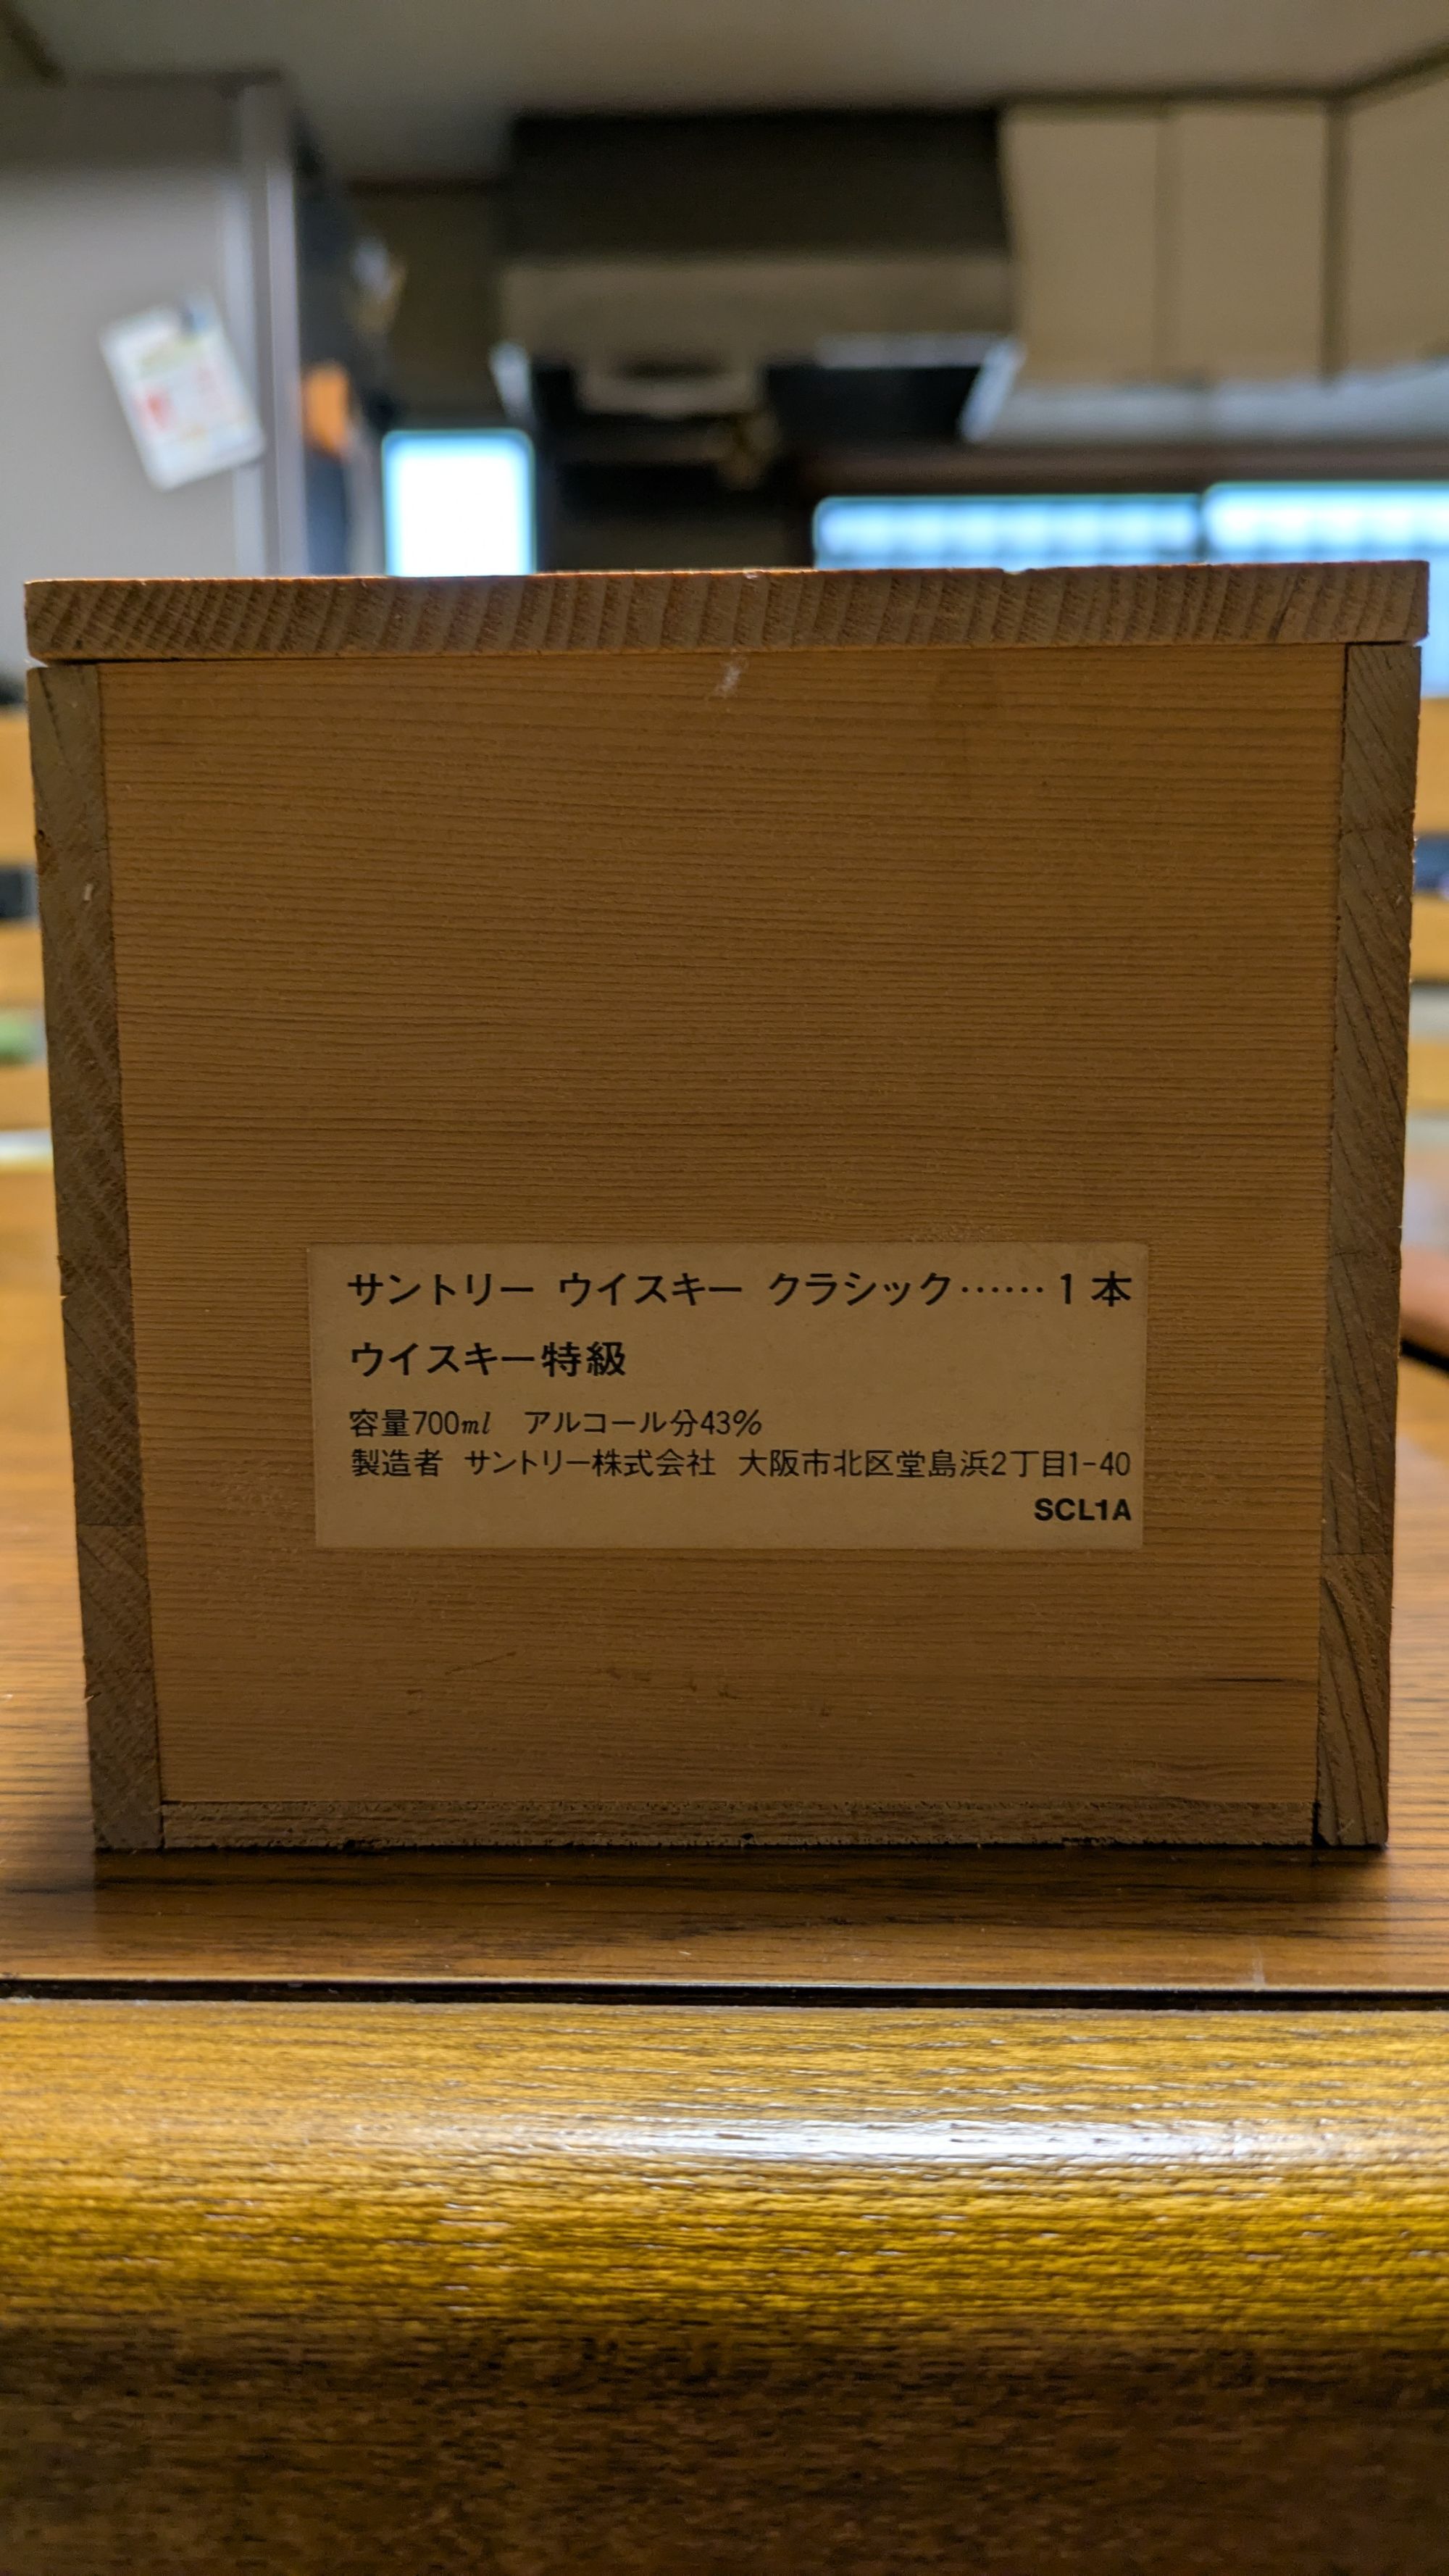 サントリー ウイスキー クラシック……1本
ウイスキー特級
容量700ml アルコール分43%
製造者 サントリー株式会社 大阪市北区堂島浜2丁目1-40
SCL1A